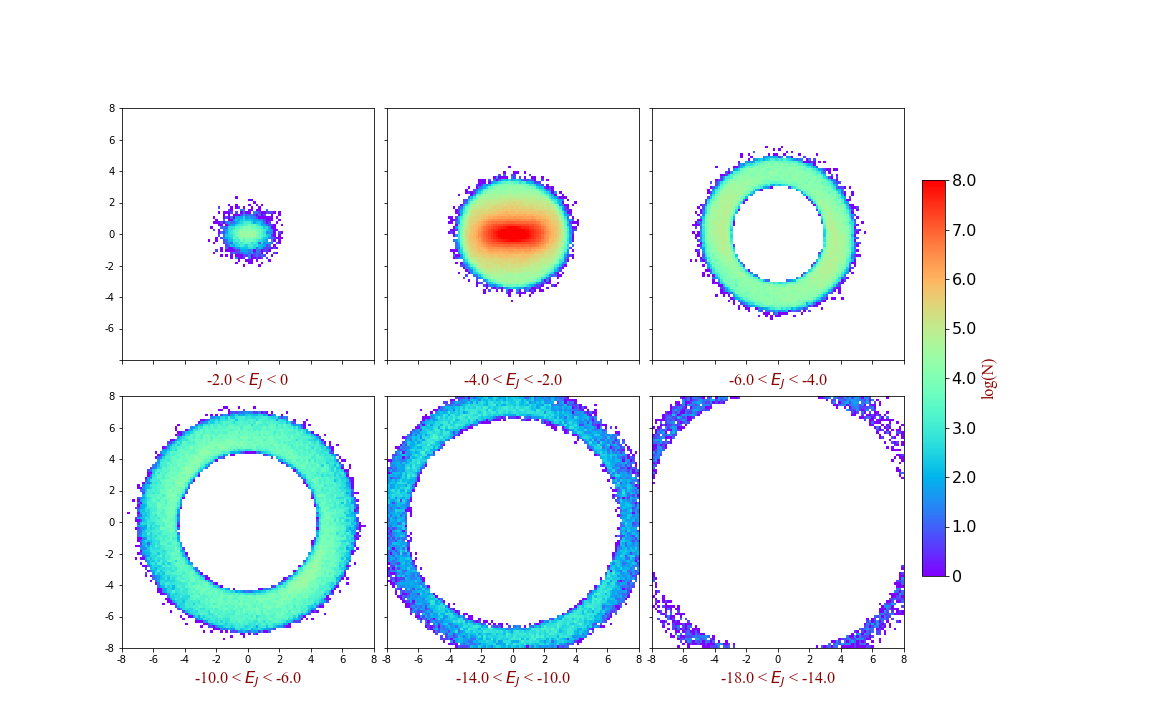 8
6
4
2
0
-2
-4
-6
-2.0 < E_J < 0
-4.0 < E_J < -2.0
-6.0 < E_J < -4.0
8.0
7.0
6.0
5.0
4.0
3.0
2.0
1.0
0
log(N)
8
6
4
2
0
-2
-4
-6
-8
-8 -6 -4 -2 0 2 4 6 8
-8 -6 -4 -2 0 2 4 6 8
-8 -6 -4 -2 0 2 4 6 8
-10.0 < E_J < -6.0
-14.0 < E_J < -10.0
-18.0 < E_J < -14.0